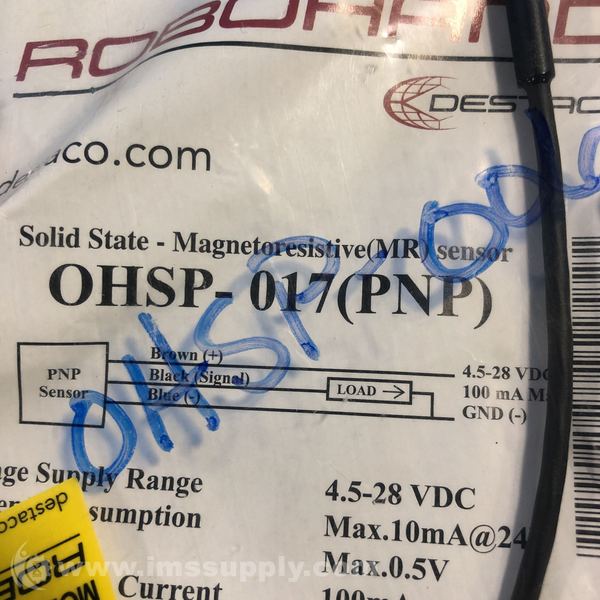 ROBOHAND
DESTACO
destaco.com
Solid State - Magnetoresistive(MR) sensor
OHSP- 017(PNP)
OHSP-
Brown (+)
PNP
Sensor
Black (Signal)
Blue (-)
LOAD
4.5-28 VDC
100 mA
GND (-)
Supply Range
4.5-28 VDC
Max.10mA@24
Max.0.5V
Current
100mA
destaco
www.imssupply.com